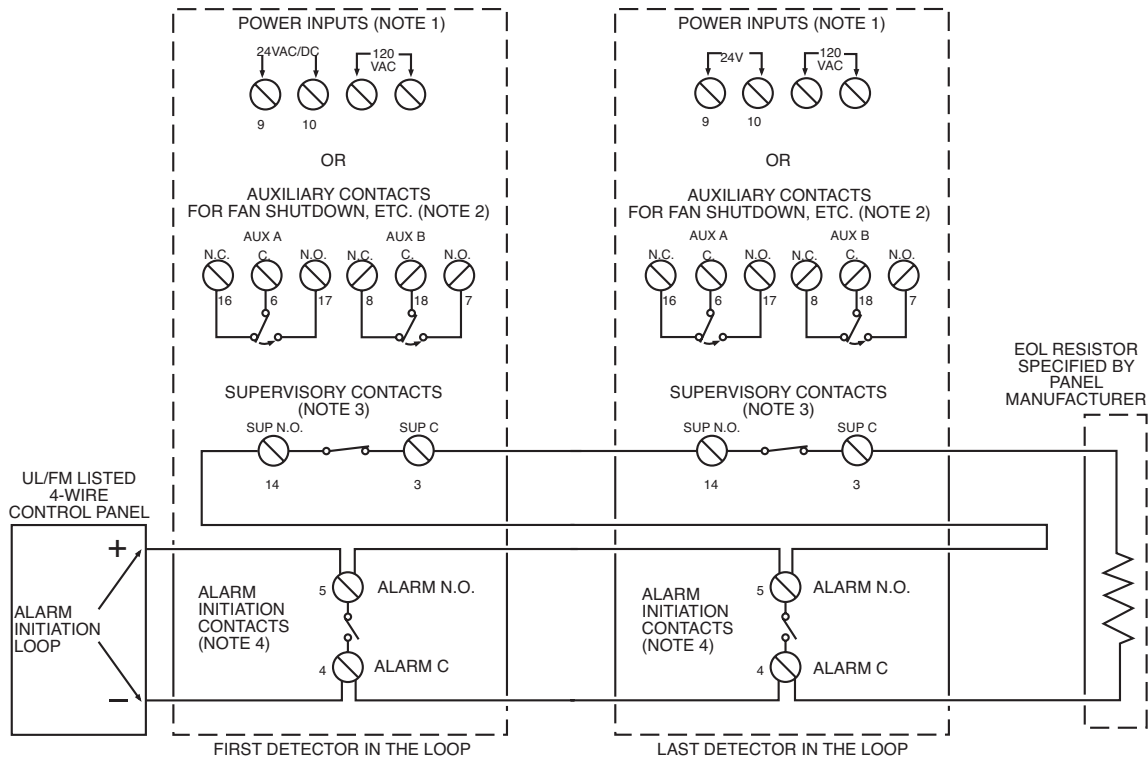 POWER INPUTS (NOTE 1)
24VAC/DC
120
VAC
9
10
OR
AUXILIARY CONTACTS
FOR FAN SHUTDOWN, ETC. (NOTE 2)
AUX A
AUX B
N.C.
C.
N.O.
N.C.
C.
N.O.
16
6
17
8
18
7
SUPERVISORY CONTACTS
(NOTE 3)
SUP N.O.
SUP C
14
3
POWER INPUTS (NOTE 1)
24V
120
VAC
9
10
OR
AUXILIARY CONTACTS
FOR FAN SHUTDOWN, ETC. (NOTE 2)
AUX A
AUX B
N.C.
C.
N.O.
N.C.
C.
N.O.
16
6
17
8
18
7
SUPERVISORY CONTACTS
(NOTE 3)
SUP N.O.
SUP C
14
3
EOL RESISTOR
SPECIFIED BY
PANEL
MANUFACTURER
UL/FM LISTED
4-WIRE
CONTROL PANEL
+
ALARM
INITIATION
LOOP
–
ALARM
INITIATION
CONTACTS
(NOTE 4)
5
ALARM N.O.
4
ALARM C
ALARM
INITIATION
CONTACTS
(NOTE 4)
5
ALARM N.O.
4
ALARM C
FIRST DETECTOR IN THE LOOP
LAST DETECTOR IN THE LOOP